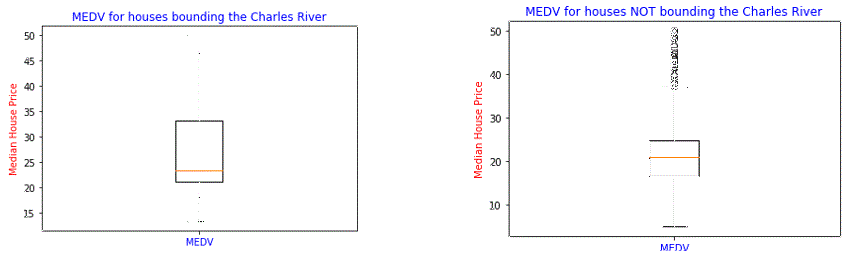 MEDV for houses bounding the Charles River
Median House Price
50
45
40
35
30
25
20
15
MEDV
MEDV for houses NOT bounding the Charles River
Median House Price
50
40
30
20
10
MEDV